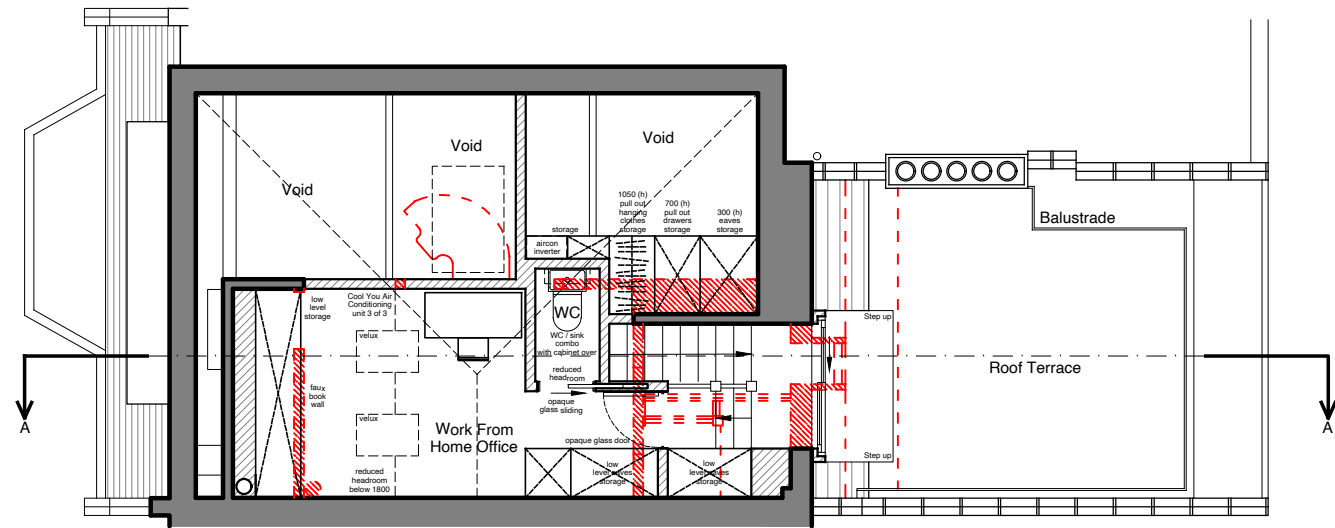 Void
Void
Void
1050 (h)
pull out
hanging
clothes
storage
700 (h)
pull out
drawers
storage
300 (h)
eaves
storage
storage
aircon
inverter
Balustrade
low
level
storage
Cool You Air
Conditioning
unit 3 of 3
velux
WC
WC / sink
combo
with cabinet over
reduced
headroom
opaque
glass sliding
faux
book
wall
velux
Work From
Home Office
opaque glass door
reduced
headroom
below 1800
low
level eaves
storage
low
level eaves
storage
Step up
Roof Terrace
Step up
A
A